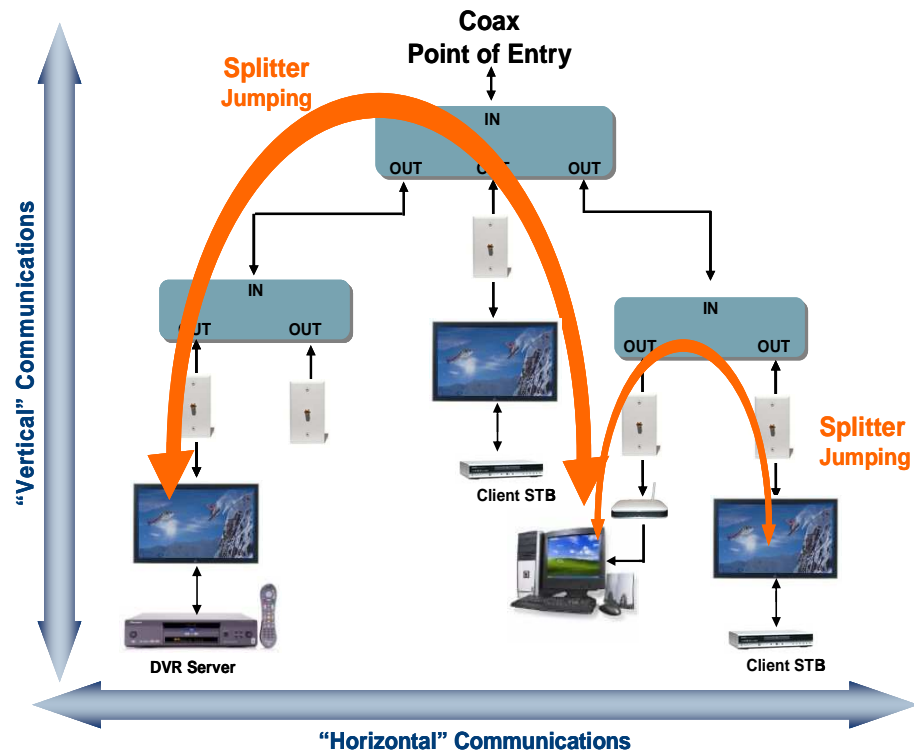 Coax
Point of Entry
Splitter
Jumping
IN
OUT
OUT
OUT
IN
OUT
OUT
IN
OUT
OUT
"Vertical" Communications
Splitter
Jumping
Client STB
DVR Server
Client STB
"Horizontal" Communications